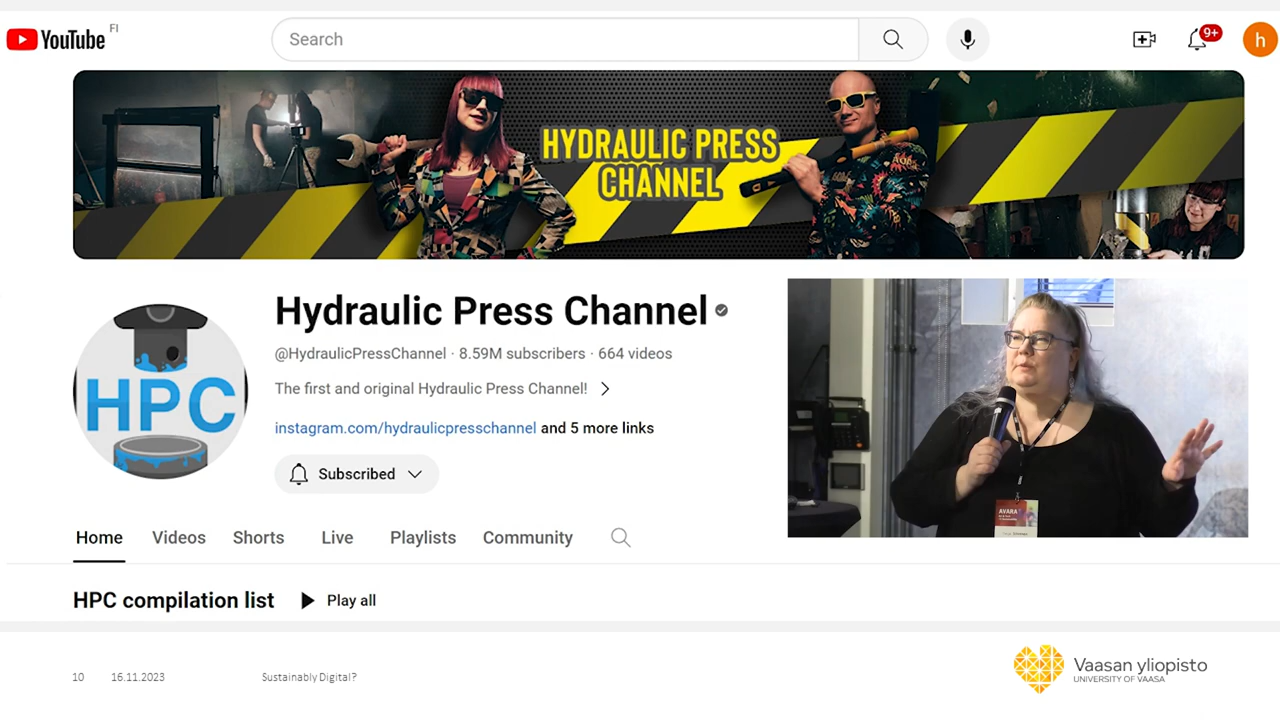 YouTube FI
Search
9+
h
HYDRAULIC PRESS
CHANNEL
HPC
Hydraulic Press Channel
@HydraulicPressChannel · 8.59M subscribers · 664 videos
The first and original Hydraulic Press Channel!
instagram.com/hydraulicpresschannel and 5 more links
Subscribed
AVARA
Home Videos Shorts Live Playlists Community
HPC compilation list Play all
10 16.11.2023 Sustainably Digital?
Vaasan yliopisto
UNIVERSITY OF VAASA